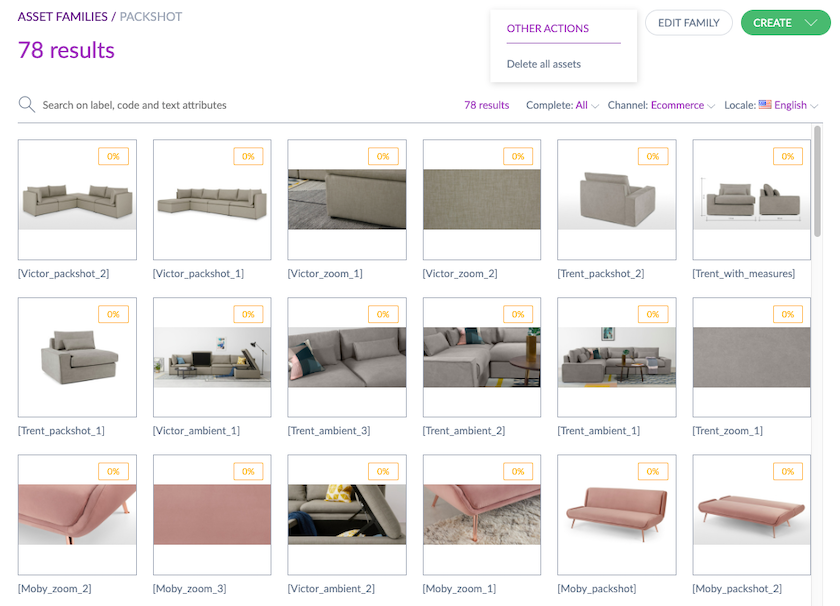 ASSET FAMILIES / PACKSHOT
OTHER ACTIONS
EDIT FAMILY
CREATE
78 results
Delete all assets
Search on label, code and text attributes
78 results
Complete: All
Channel: Ecommerce
Locale: English
0%
0%
0%
0%
0%
0%
[Victor_packshot_2]
[Victor_packshot_1]
[Victor_zoom_1]
[Victor_zoom_2]
[Trent_packshot_2]
[Trent_with_measures]
0%
0%
0%
0%
0%
0%
[Trent_packshot_1]
[Victor_ambient_1]
[Trent_ambient_3]
[Trent_ambient_2]
[Trent_ambient_1]
[Trent_zoom_1]
0%
0%
0%
0%
0%
0%
[Moby_zoom_2]
[Moby_zoom_3]
[Victor_ambient_2]
[Moby_zoom_1]
[Moby_packshot]
[Moby_packshot_2]